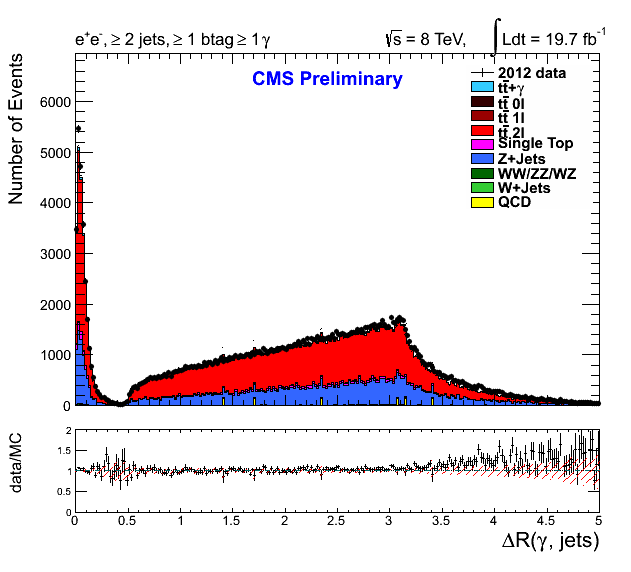 e⁺e⁻, ≥ 2 jets, ≥ 1 btag ≥ 1 γ
√s = 8 TeV, ∫ Ldt = 19.7 fb⁻¹
CMS Preliminary
2012 data
tt̄+γ
tt̄ 0l
tt̄ 1l
tt̄ 2l
Single Top
Z+Jets
WW/ZZ/WZ
W+Jets
QCD
Number of Events
6000
5000
4000
3000
2000
1000
0
data/MC
2
1.5
1
0.5
0
0 0.5 1 1.5 2 2.5 3 3.5 4 4.5 5
ΔR(γ, jets)